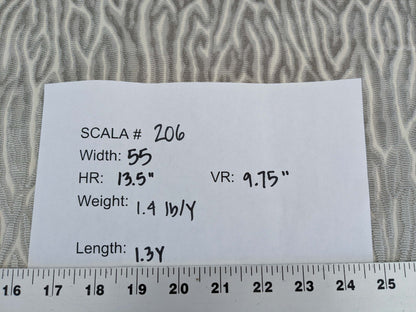 SCALA # 206
Width: 55
HR: 13.5" VR: 9.75"
Weight: 1.4 lb/Y
Length: 1.3Y
16 17 18 19 20 21 22 23 24 25